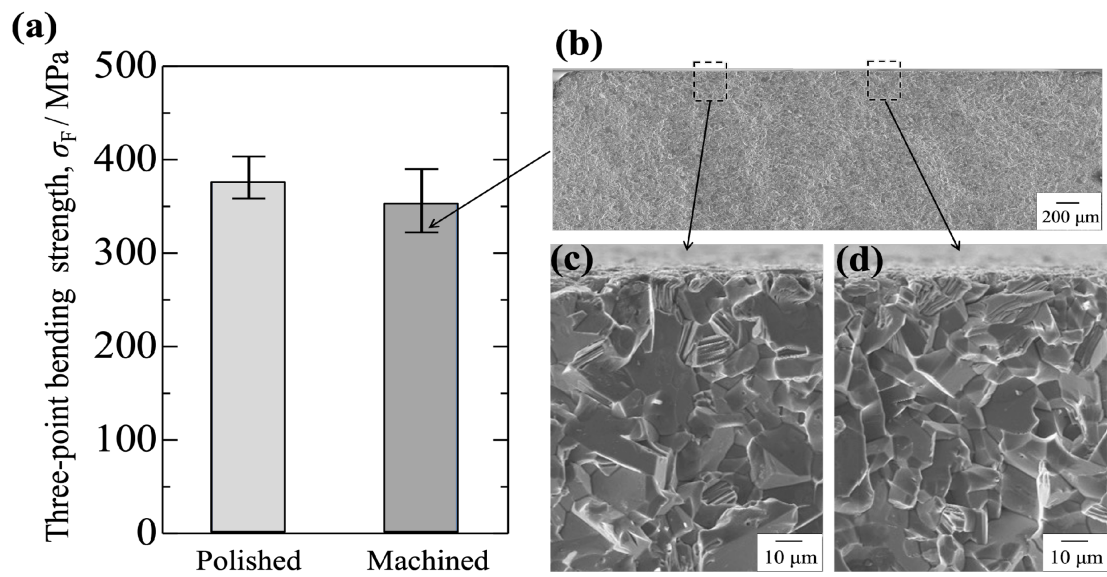 (a)
Three-point bending strength, σF / MPa
500
400
300
200
100
0
Polished
Machined
(b)
200 μm
(c)
10 μm
(d)
10 μm